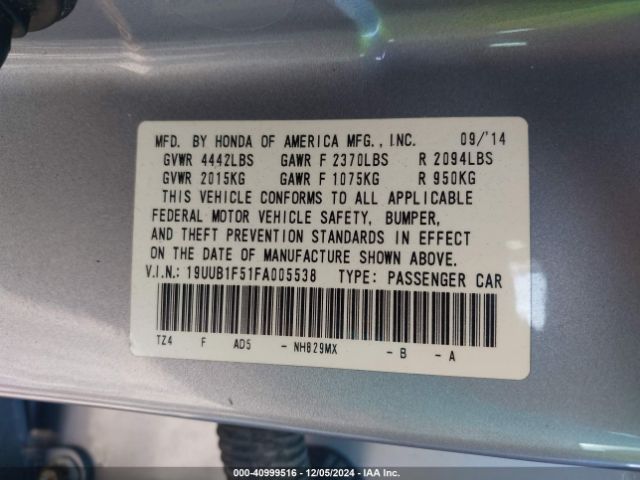 MFD. BY HONDA OF AMERICA MFG., INC. 09/'14
GVWR 4442LBS GAWR F 2370LBS R 2094LBS
GVWR 2015KG GAWR F 1075KG R 950KG
THIS VEHICLE CONFORMS TO ALL APPLICABLE
FEDERAL MOTOR VEHICLE SAFETY, BUMPER,
AND THEFT PREVENTION STANDARDS IN EFFECT
ON THE DATE OF MANUFACTURE SHOWN ABOVE.
V.I.N.: 19UUB1F51FA005538 TYPE: PASSENGER CAR
TZ4 F AD5 - NH829MX - B - A
000-40999516 - 12/05/2024 - IAA Inc.